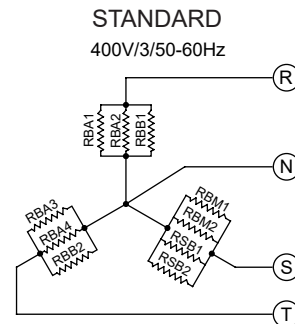 STANDARD
400V/3/50-60Hz
R
RBA1
RBA2
RBB1
N
RBA3
RBA4
RBB2
RBM1
RBM2
RSB1
RSB2
S
T